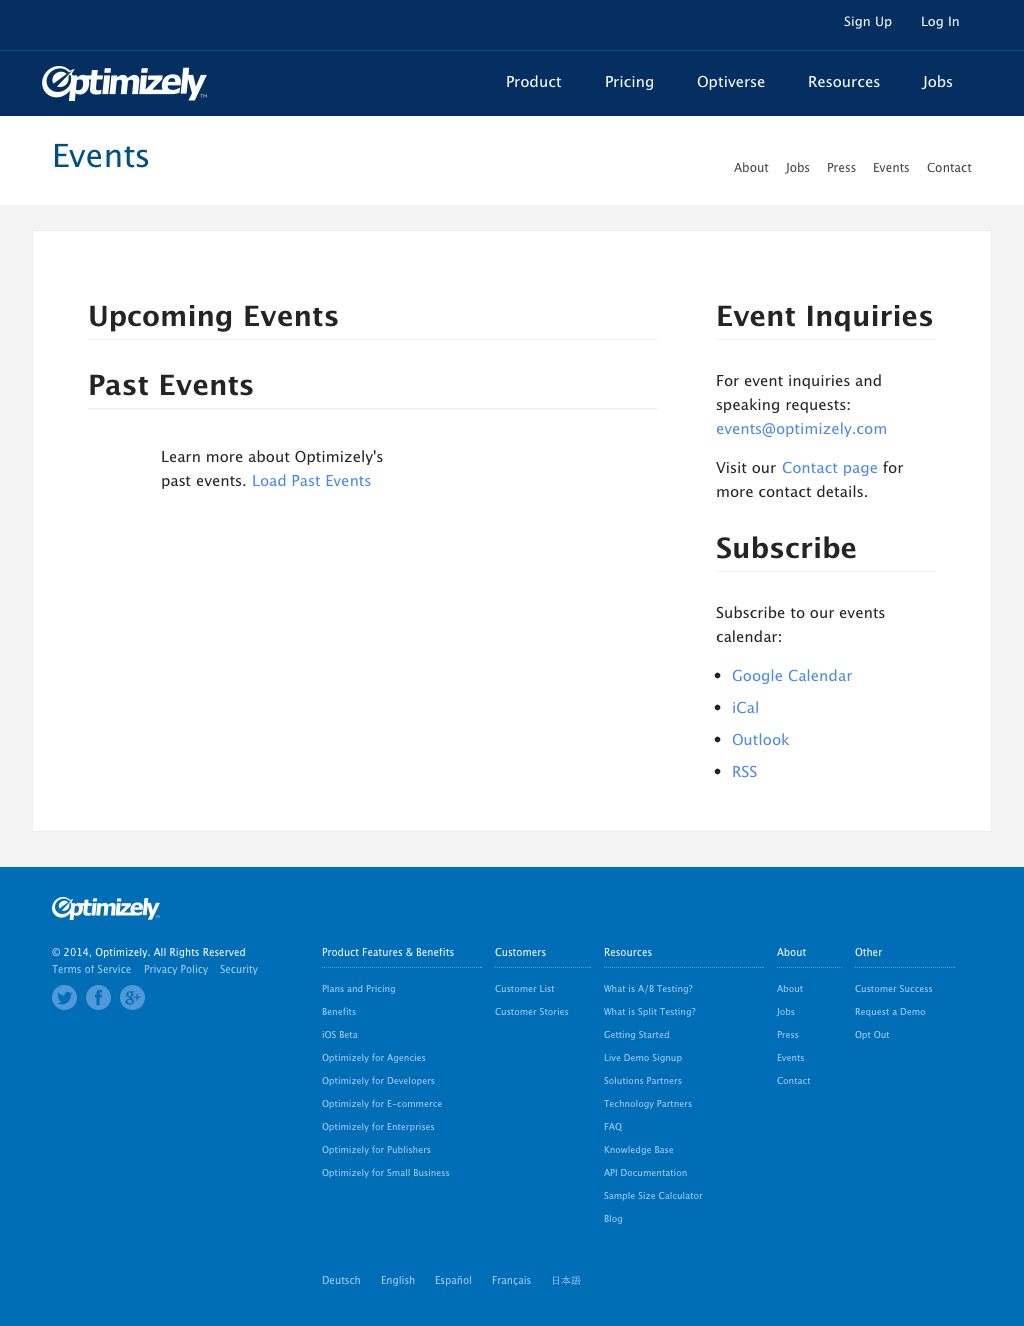 Sign Up Log In
Optimizely™
Product Pricing Optiverse Resources Jobs
Events
About Jobs Press Events Contact
Upcoming Events
Past Events
Learn more about Optimizely's
past events. Load Past Events
Event Inquiries
For event inquiries and
speaking requests:
events@optimizely.com
Visit our Contact page for
more contact details.
Subscribe
Subscribe to our events
calendar:
• Google Calendar
• iCal
• Outlook
• RSS
Optimizely
© 2014, Optimizely. All Rights Reserved
Terms of Service Privacy Policy Security
Product Features & Benefits
Plans and Pricing
Benefits
iOS Beta
Optimizely for Agencies
Optimizely for Developers
Optimizely for E-commerce
Optimizely for Enterprises
Optimizely for Publishers
Optimizely for Small Business
Customers
Customer List
Customer Stories
Resources
What is A/B Testing?
What is Split Testing?
Getting Started
Live Demo Signup
Solutions Partners
Technology Partners
FAQ
Knowledge Base
API Documentation
Sample Size Calculator
Blog
About
About
Jobs
Press
Events
Contact
Other
Customer Success
Request a Demo
Opt Out
Deutsch English Español Français 日本語